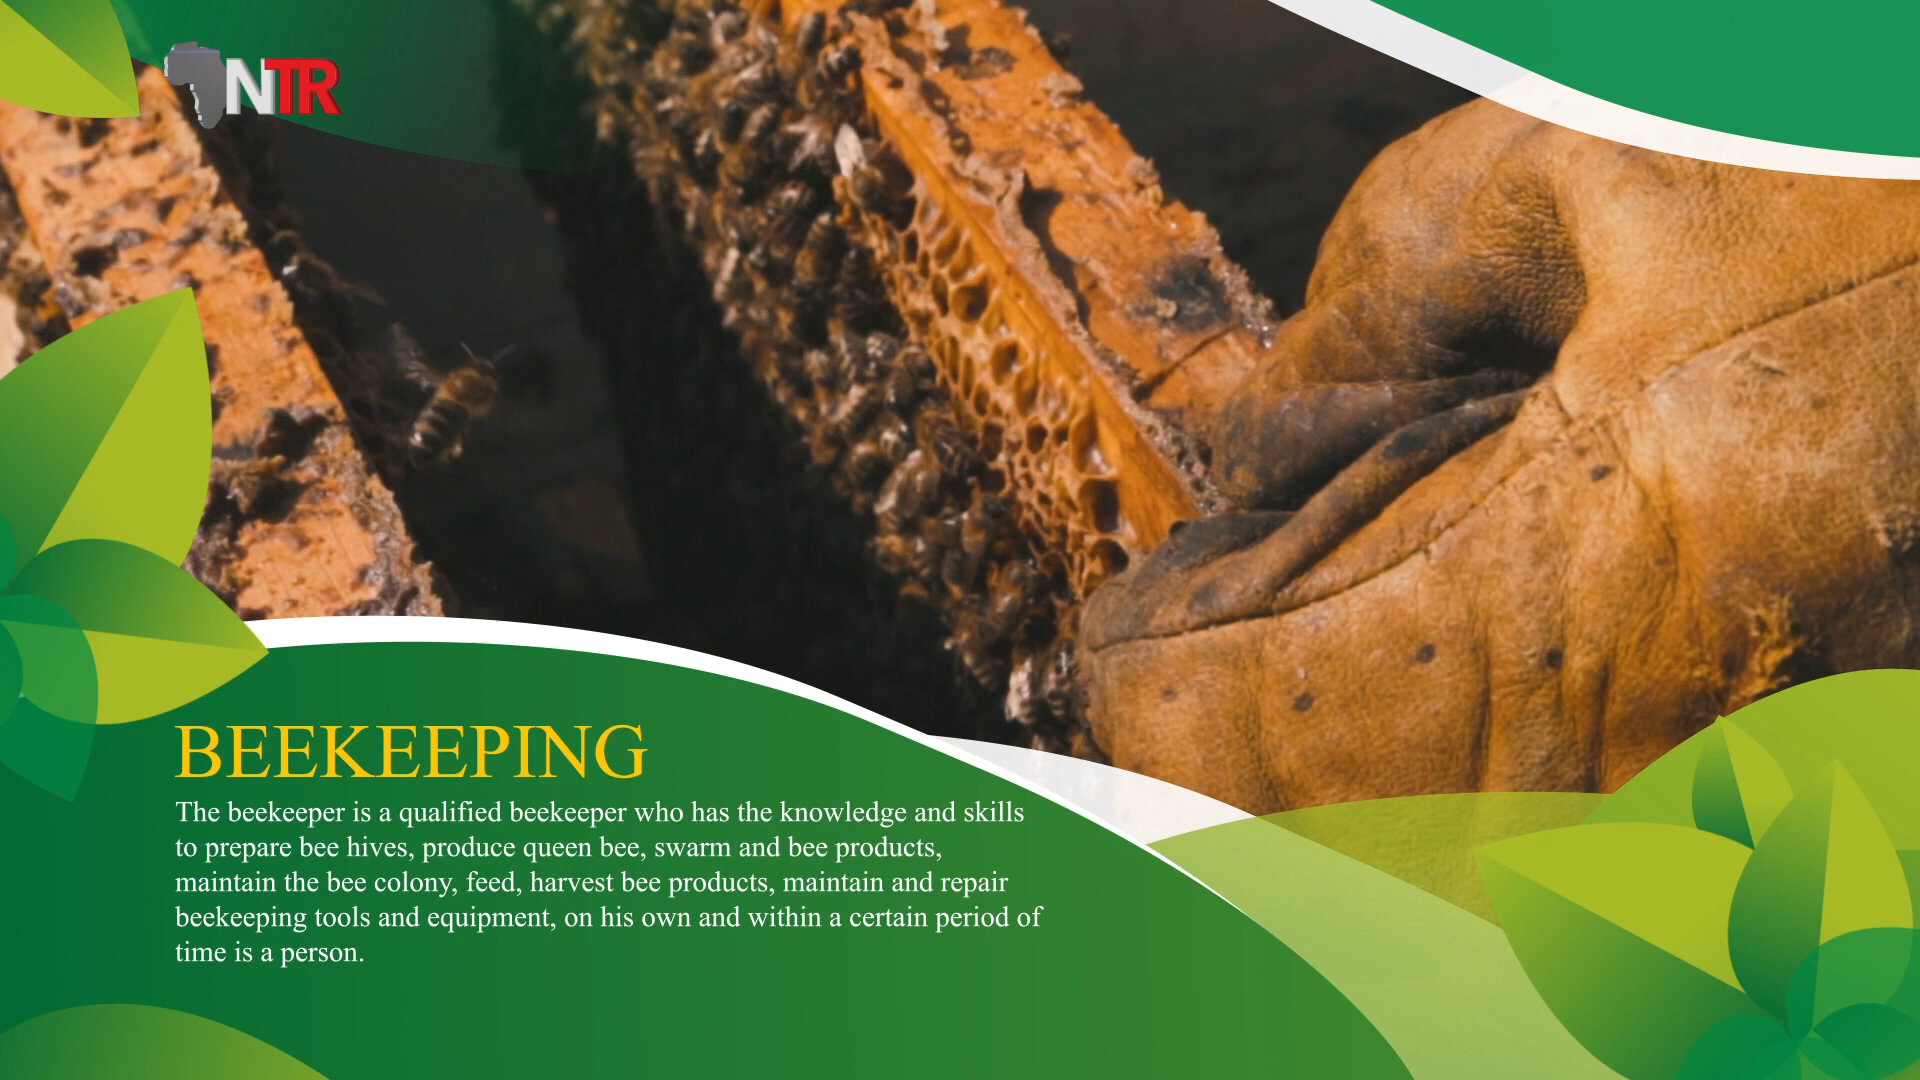 NTR
BEEKEEPING
The beekeeper is a qualified beekeeper who has the knowledge and skills
to prepare bee hives, produce queen bee, swarm and bee products,
maintain the bee colony, feed, harvest bee products, maintain and repair
beekeeping tools and equipment, on his own and within a certain period of
time is a person.